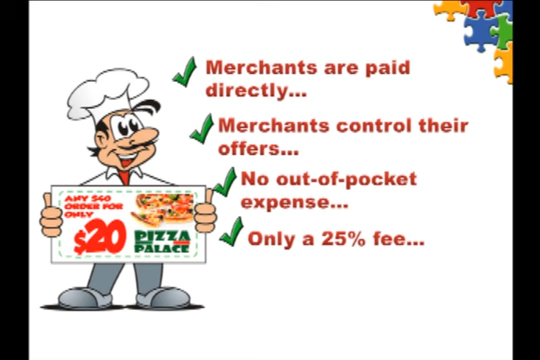 Merchants are paid
directly...
Merchants control their
offers...
No out-of-pocket
expense...
Only a 25% fee...
ANY $40
ORDER FOR
ONLY
$20
PIZZA
PALACE